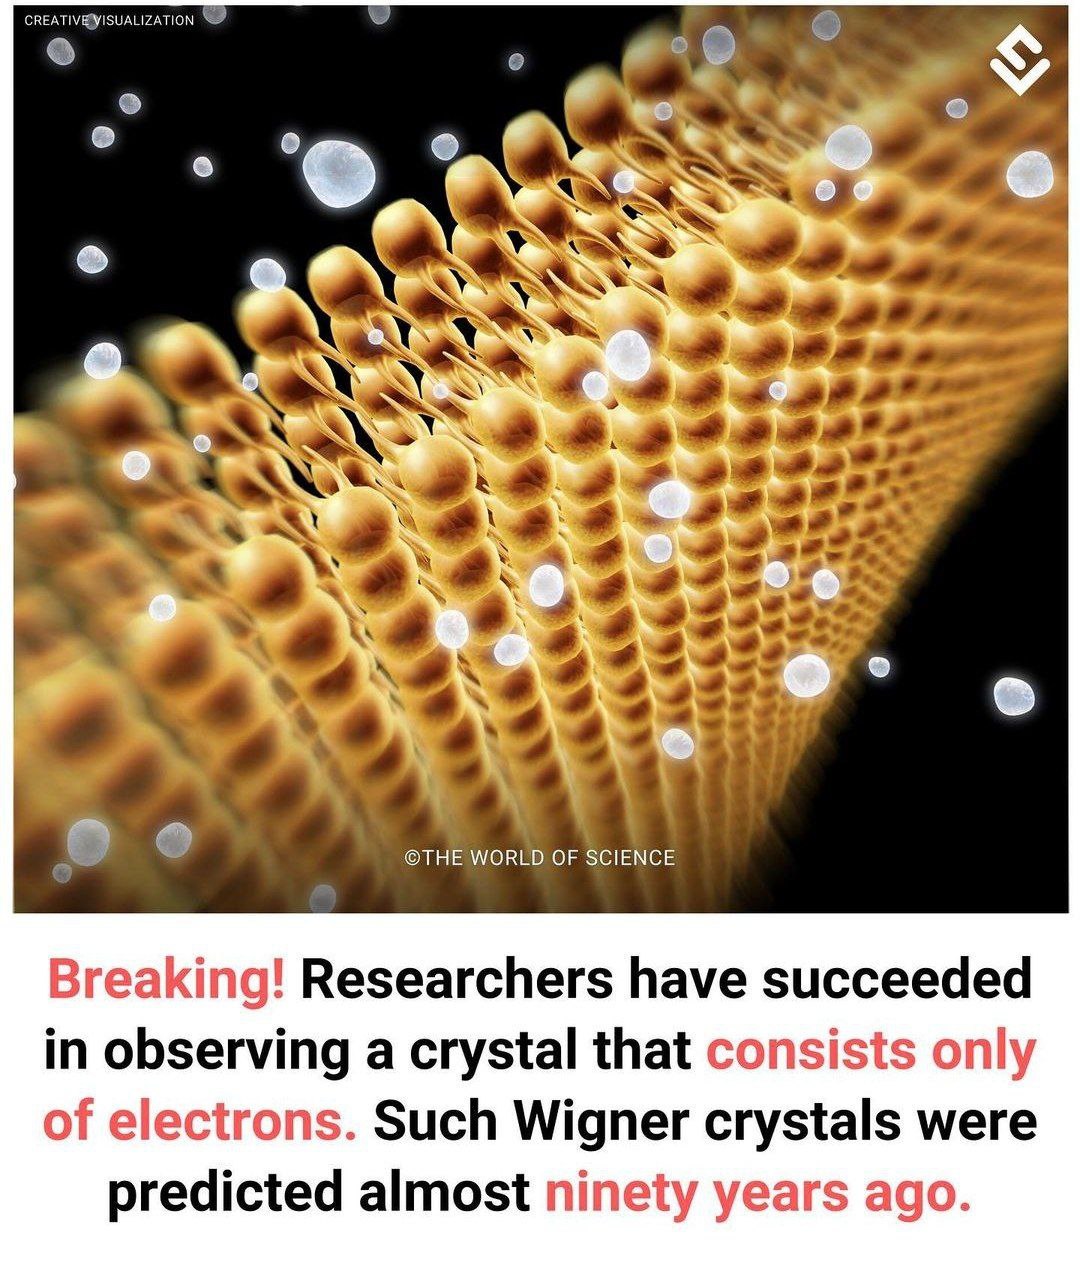 CREATIVE VISUALIZATION
©THE WORLD OF SCIENCE
Breaking! Researchers have succeeded
in observing a crystal that consists only
of electrons. Such Wigner crystals were
predicted almost ninety years ago.